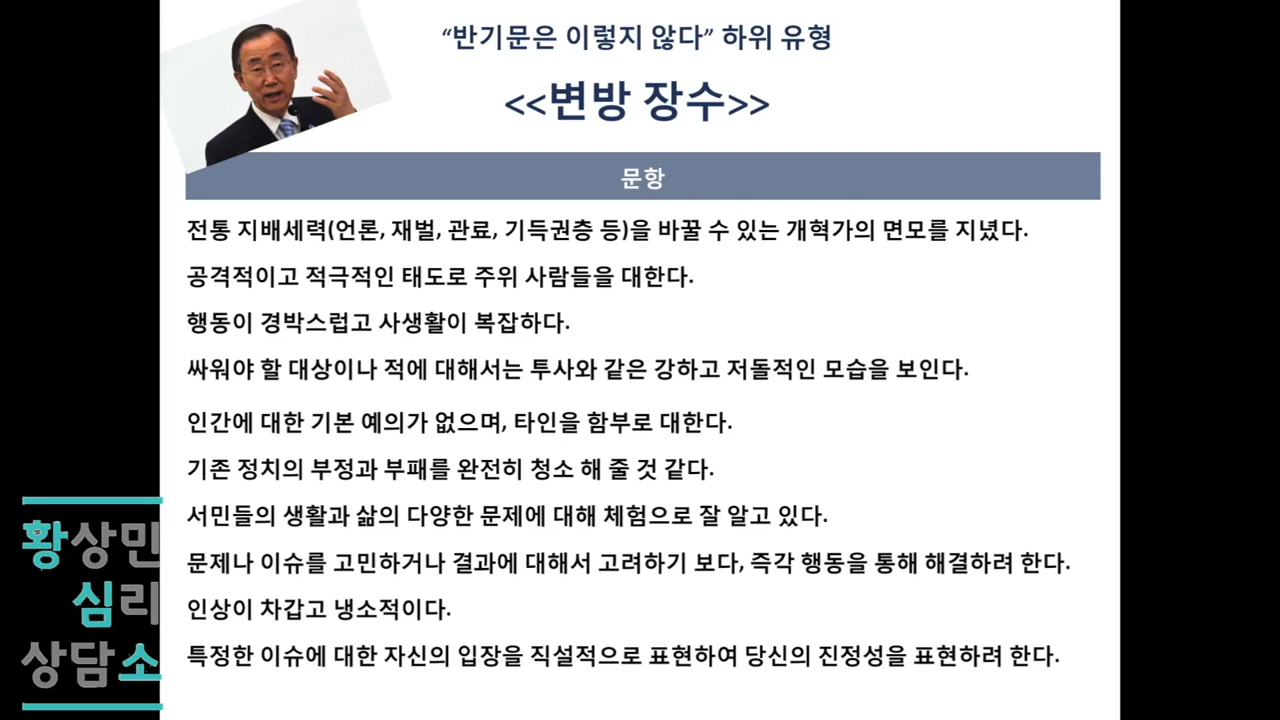 “반기문은 이렇지 않다” 하위 유형
<<변방 장수>>
문항
전통 지배세력(언론, 재벌, 관료, 기득권층 등)을 바꿀 수 있는 개혁가의 면모를 지녔다.
공격적이고 적극적인 태도로 주위 사람들을 대한다.
행동이 경박스럽고 사생활이 복잡하다.
싸워야 할 대상이나 적에 대해서는 투사와 같은 강하고 저돌적인 모습을 보인다.
인간에 대한 기본 예의가 없으며, 타인을 함부로 대한다.
기존 정치의 부정과 부패를 완전히 청소 해 줄 것 같다.
서민들의 생활과 삶의 다양한 문제에 대해 체험으로 잘 알고 있다.
문제나 이슈를 고민하거나 결과에 대해서 고려하기 보다, 즉각 행동을 통해 해결하려 한다.
인상이 차갑고 냉소적이다.
특정한 이슈에 대한 자신의 입장을 직설적으로 표현하여 당신의 진정성을 표현하려 한다.
황상민
심리
상담소